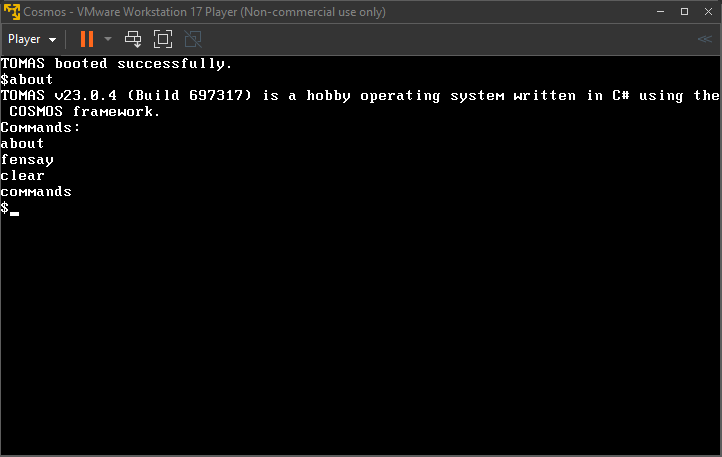 Cosmos - VMware Workstation 17 Player (Non-commercial use only)
Player
TOMAS booted successfully.
$about
TOMAS v23.0.4 (Build 697317) is a hobby operating system written in C# using the
 COSMOS framework.
Commands:
about
fensay
clear
commands
$